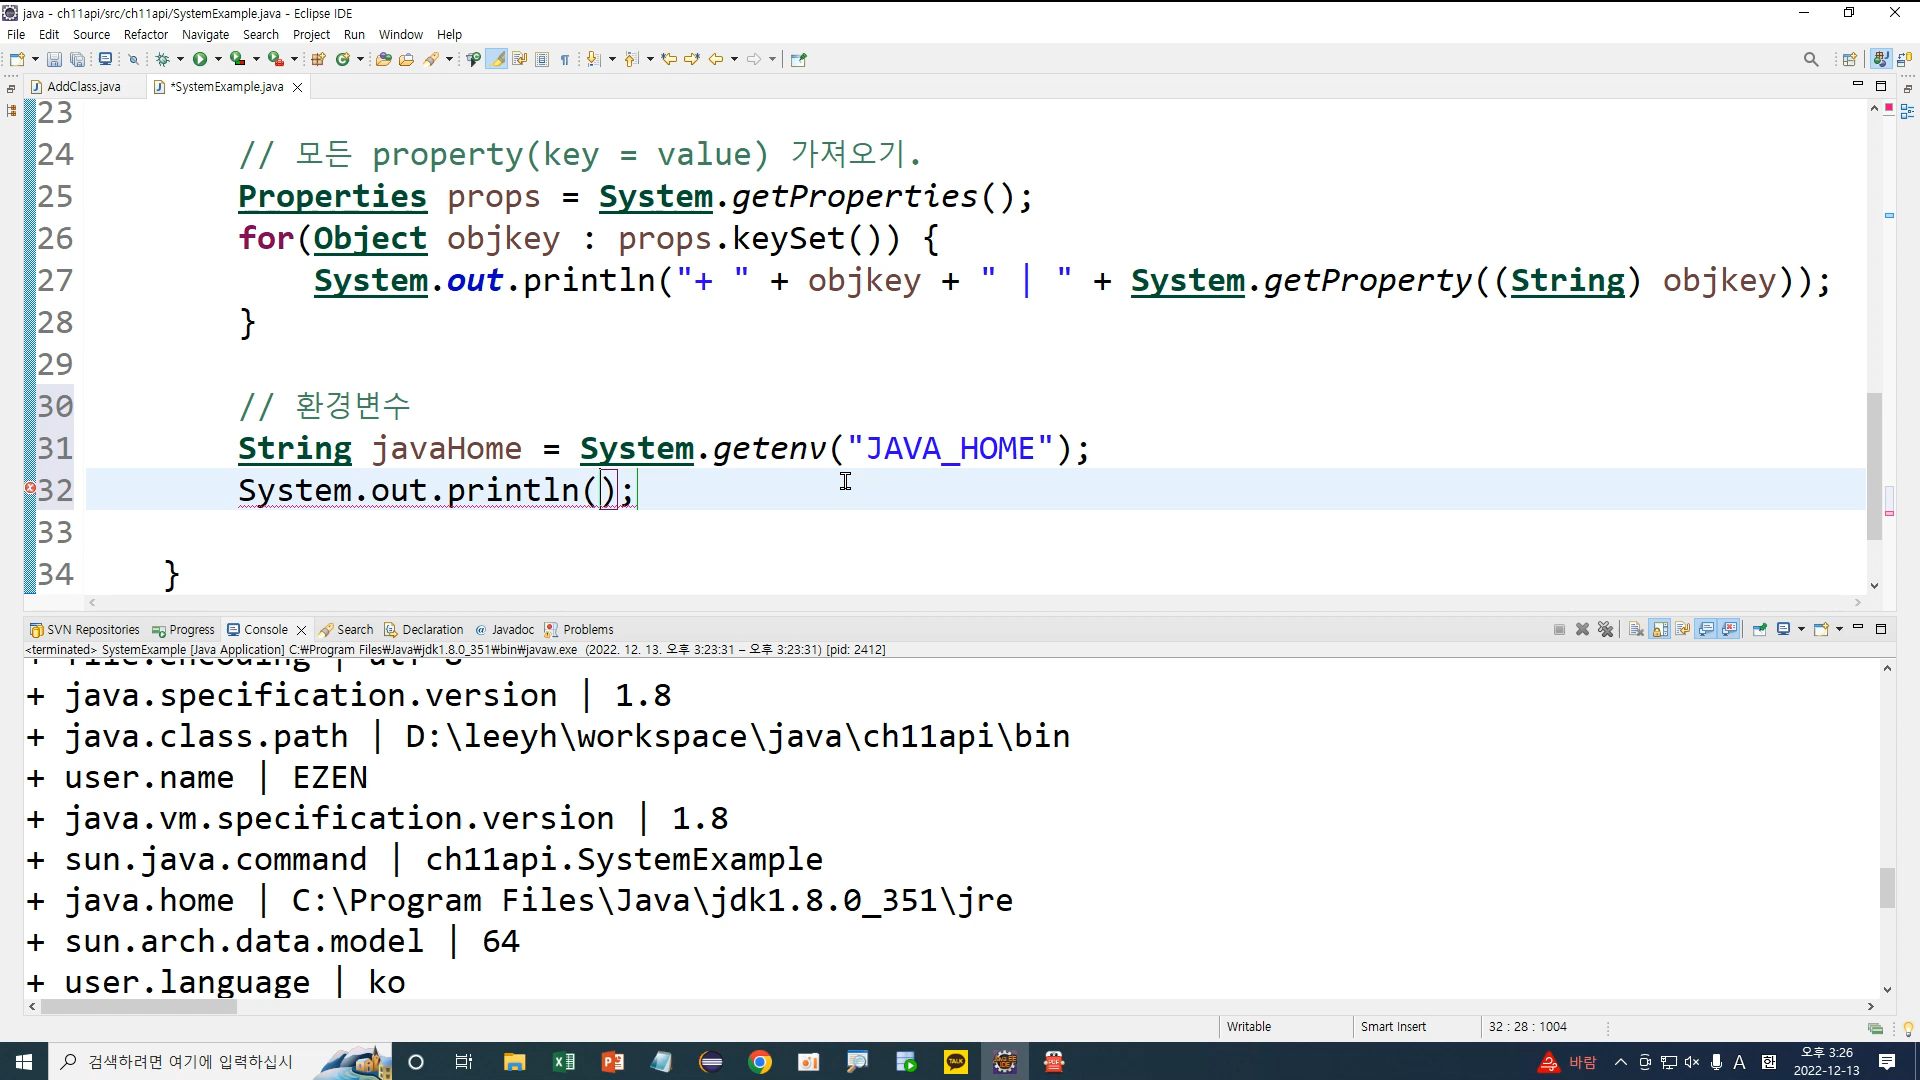 java - ch11api/src/ch11api/SystemExample.java - Eclipse IDE
File Edit Source Refactor Navigate Search Project Run Window Help
AddClass.java *SystemExample.java
23
24 // 모든 property(key = value) 가져오기.
25 Properties props = System.getProperties();
26 for(Object objkey : props.keySet()) {
27 System.out.println("+ " + objkey + " | " + System.getProperty((String) objkey));
28 }
29
30 // 환경변수
31 String javaHome = System.getenv("JAVA_HOME");
32 System.out.println();
33
34 }
SVN Repositories Progress Console Search Declaration @ Javadoc Problems
<terminated> SystemExample [Java Application] C:₩Program Files₩Java₩jdk1.8.0_351₩bin₩javaw.exe (2022. 12. 13. 오후 3:23:31 – 오후 3:23:31) [pid: 2412]
+ file.encoding | utf-8
+ java.specification.version | 1.8
+ java.class.path | D:\leeyh\workspace\java\ch11api\bin
+ user.name | EZEN
+ java.vm.specification.version | 1.8
+ sun.java.command | ch11api.SystemExample
+ java.home | C:\Program Files\Java\jdk1.8.0_351\jre
+ sun.arch.data.model | 64
+ user.language | ko
Writable Smart Insert 32 : 28 : 1004
검색하려면 여기에 입력하십시 바람 A 한 오후 3:26
2022-12-13